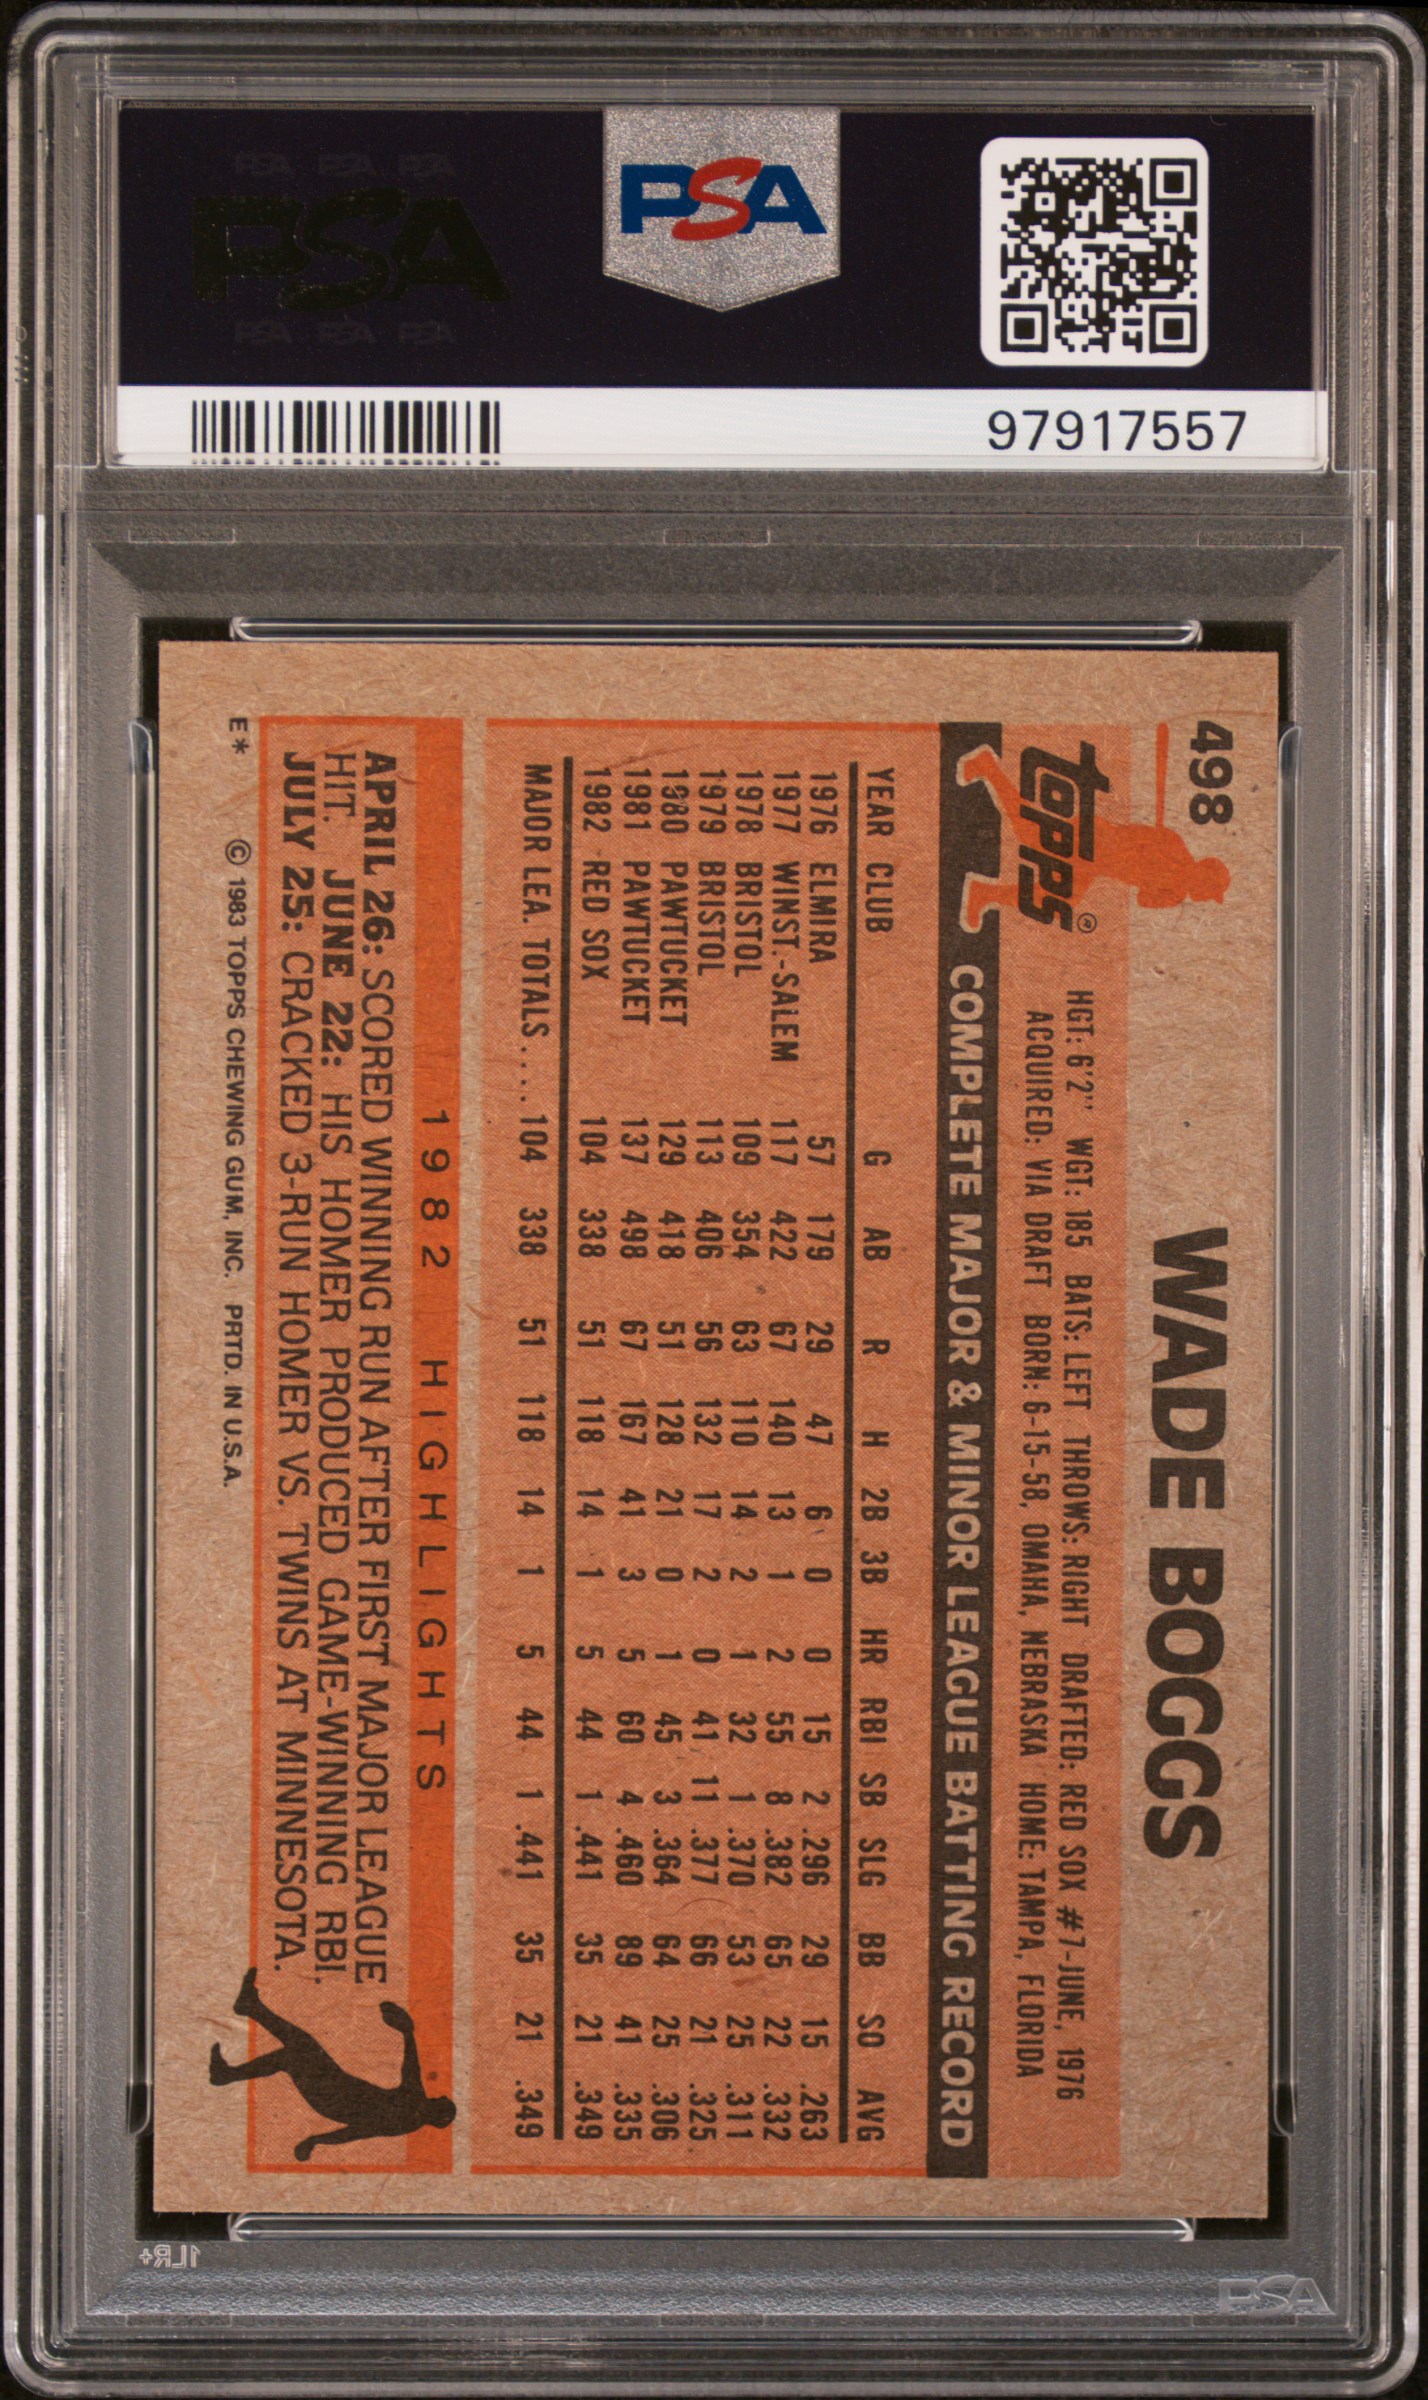 PSA PSA PSA
PSA
PSA PSA PSA
PSA
97917557
498
WADE BOGGS
Topps®
HGT: 6'2" WGT: 185 BATS: LEFT THROWS: RIGHT DRAFTED: RED SOX #7-JUNE, 1976
ACQUIRED: VIA DRAFT BORN: 6-15-58, OMAHA, NEBRASKA HOME: TAMPA, FLORIDA
COMPLETE MAJOR & MINOR LEAGUE BATTING RECORD
YEAR CLUB G AB R H 2B 3B HR RBI SB SLG BB SO AVG
1976 ELMIRA 57 179 29 47 6 0 0 15 2 .296 29 15 .263
1977 WINST.-SALEM 117 422 67 140 13 1 2 55 8 .382 65 22 .332
1978 BRISTOL 109 354 63 110 14 2 1 32 1 .370 53 25 .311
1979 BRISTOL 113 406 56 132 17 2 0 41 11 .377 66 21 .325
1980 PAWTUCKET 129 418 51 128 21 0 1 45 3 .364 64 25 .306
1981 PAWTUCKET 137 498 67 167 41 3 5 60 4 .460 89 41 .335
1982 RED SOX 104 338 51 118 14 1 5 44 1 .441 35 21 .349
MAJOR LEA. TOTALS.... 104 338 51 118 14 1 5 44 1 .441 35 21 .349
1982 HIGHLIGHTS
APRIL 26: SCORED WINNING RUN AFTER FIRST MAJOR LEAGUE
HIT. JUNE 22: HIS HOMER PRODUCED GAME-WINNING RBI.
JULY 25: CRACKED 3-RUN HOMER VS. TWINS AT MINNESOTA.
E* © 1983 TOPPS CHEWING GUM, INC. PRTD. IN U.S.A.
1LR+
PSA